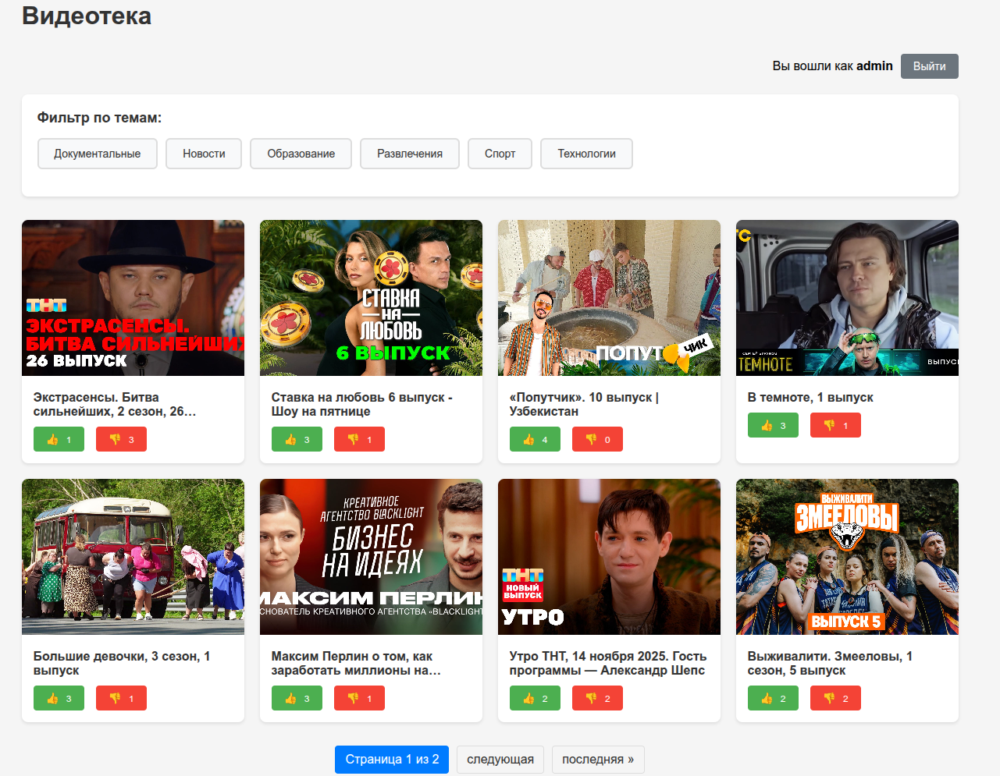 Видеотека
Вы вошли как admin
Выйти
Фильтр по темам:
Документальные
Новости
Образование
Развлечения
Спорт
Технологии
ТНТ
ЭКСТРАСЕНСЫ.
БИТВА СИЛЬНЕЙШИХ
26 ВЫПУСК
Экстрасенсы. Битва
сильнейших, 2 сезон, 26...
1
3
СТАВКА
НА
ЛЮБОВЬ
6 ВЫПУСК
Ставка на любовь 6 выпуск -
Шоу на пятнице
3
1
ПОПУТ
ЧИК
«Попутчик». 10 выпуск |
Узбекистан
4
0
ТС
СЕРГЕЙ БУРУНОВ
ТЕМНОТЕ
ВЫПУС
В темноте, 1 выпуск
3
1
Большие девочки, 3 сезон, 1
выпуск
3
1
КРЕАТИВНОЕ
АГЕНТСТВО BLACKLIGHT
БИЗНЕС
НА ИДЕЯХ
МАКСИМ ПЕРЛИН
СНОВАТЕЛЬ КРЕАТИВНОГО АГЕНТСТВА «BLACKLIGHT
Максим Перлин о том, как
заработать миллионы на...
3
1
ТНТ
НОВЫЙ
ВЫПУСК
УТРО
Утро ТНТ, 14 ноября 2025. Гость
программы — Александр Шепс
2
2
ВЫЖИВАЛИТИ
ЗМЕЕЛОВЫ
ВЫПУСК 5
Выживалити. Змееловы, 1
сезон, 5 выпуск
2
2
Страница 1 из 2
следующая
последняя »